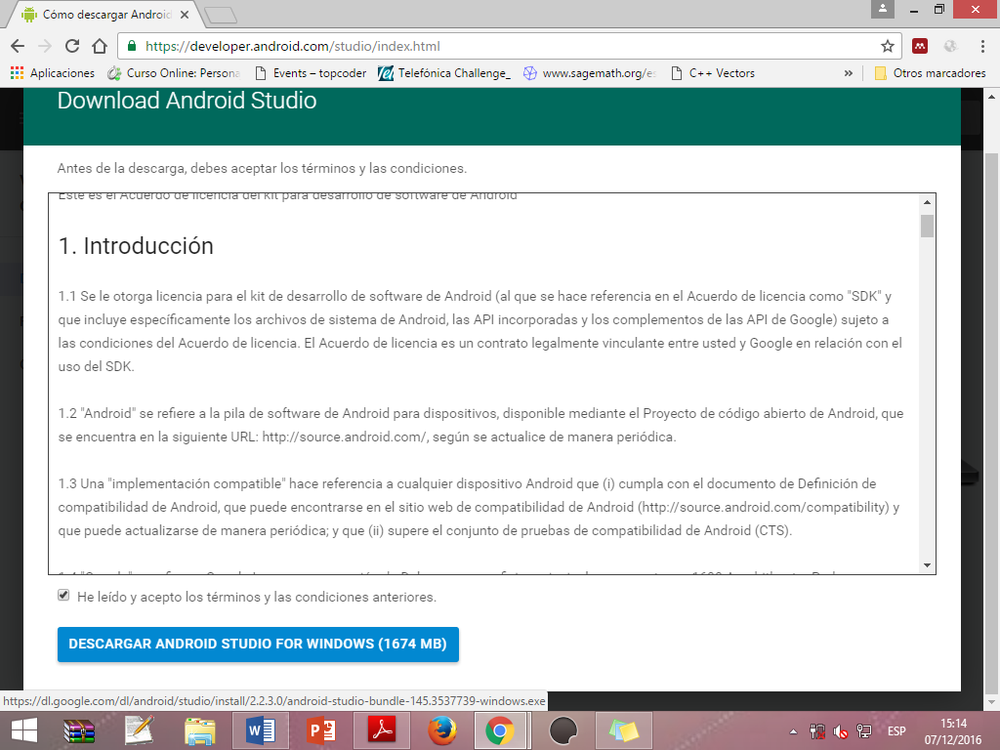 Cómo descargar Android
https://developer.android.com/studio/index.html
Aplicaciones
Curso Online: Persona
Events – topcoder
Telefónica Challenge_
www.sagemath.org/es
C++ Vectors
»
Otros marcadores
Download Android Studio
Antes de la descarga, debes aceptar los términos y las condiciones.
Este es el Acuerdo de licencia del kit para desarrollo de software de Android
1. Introducción
1.1 Se le otorga licencia para el kit de desarrollo de software de Android (al que se hace referencia en el Acuerdo de licencia como "SDK" y
que incluye específicamente los archivos de sistema de Android, las API incorporadas y los complementos de las API de Google) sujeto a
las condiciones del Acuerdo de licencia. El Acuerdo de licencia es un contrato legalmente vinculante entre usted y Google en relación con el
uso del SDK.
1.2 "Android" se refiere a la pila de software de Android para dispositivos, disponible mediante el Proyecto de código abierto de Android, que
se encuentra en la siguiente URL: http://source.android.com/, según se actualice de manera periódica.
1.3 Una "implementación compatible" hace referencia a cualquier dispositivo Android que (i) cumpla con el documento de Definición de
compatibilidad de Android, que puede encontrarse en el sitio web de compatibilidad de Android (http://source.android.com/compatibility) y
que puede actualizarse de manera periódica; y que (ii) supere el conjunto de pruebas de compatibilidad de Android (CTS).
He leído y acepto los términos y las condiciones anteriores.
DESCARGAR ANDROID STUDIO FOR WINDOWS (1674 MB)
https://dl.google.com/dl/android/studio/install/2.2.3.0/android-studio-bundle-145.3537739-windows.exe
ESP
15:14
07/12/2016